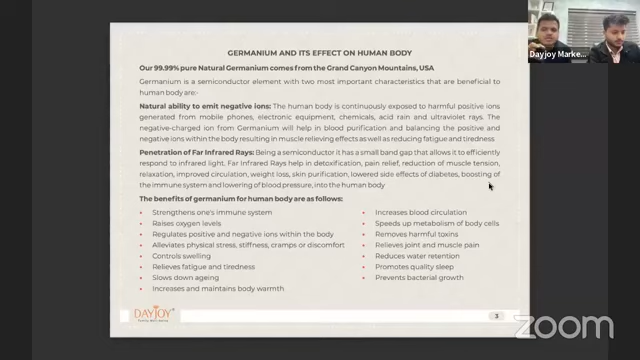 GERMANIUM AND ITS EFFECT ON HUMAN BODY
Our 99.99% pure Natural Germanium comes from the Grand Canyon Mountains, USA
Germanium is a semiconductor element with two most important characteristics that are beneficial to
human body are:-
Natural ability to emit negative ions: The human body is continuously exposed to harmful positive ions
generated from mobile phones, electronic equipment, chemicals, acid rain and ultraviolet rays. The
negative-charged ion from Germanium will help in blood purification and balancing the positive and
negative ions within the body resulting in muscle relieving effects as well as reducing fatigue and tiredness
Penetration of Far Infrared Rays: Being a semiconductor it has a small band gap that allows it to efficiently
respond to infrared light. Far Infrared Rays help in detoxification, pain relief, reduction of muscle tension,
relaxation, improved circulation, weight loss, skin purification, lowered side effects of diabetes, boosting of
the immune system and lowering of blood pressure, into the human body
The benefits of germanium for human body are as follows:
• Strengthens one's immune system
• Raises oxygen levels
• Regulates positive and negative ions within the body
• Alleviates physical stress, stiffness, cramps or discomfort
• Controls swelling
• Relieves fatigue and tiredness
• Slows down ageing
• Increases and maintains body warmth
• Increases blood circulation
• Speeds up metabolism of body cells
• Removes harmful toxins
• Relieves joint and muscle pain
• Reduces water retention
• Promotes quality sleep
• Prevents bacterial growth
DAYJOY
3
Dayjoy Marke...
zoom